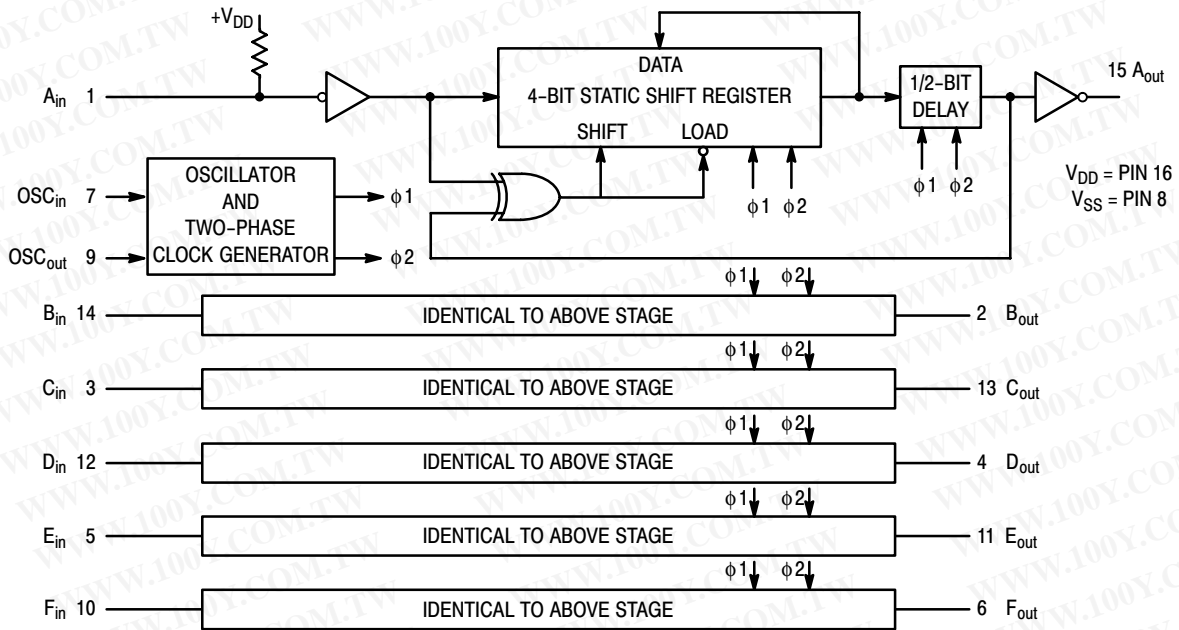 +VDD
Ain 1
DATA
4-BIT STATIC SHIFT REGISTER
SHIFT LOAD
1/2-BIT
DELAY
15 Aout
φ1 φ2
φ1 φ2
VDD = PIN 16
VSS = PIN 8
OSCin 7
OSCout 9
OSCILLATOR
AND
TWO-PHASE
CLOCK GENERATOR
φ1
φ2
φ1 φ2
Bin 14 IDENTICAL TO ABOVE STAGE 2 Bout
φ1 φ2
Cin 3 IDENTICAL TO ABOVE STAGE 13 Cout
φ1 φ2
Din 12 IDENTICAL TO ABOVE STAGE 4 Dout
φ1 φ2
Ein 5 IDENTICAL TO ABOVE STAGE 11 Eout
φ1 φ2
Fin 10 IDENTICAL TO ABOVE STAGE 6 Fout
WWW.100Y.COM.TW